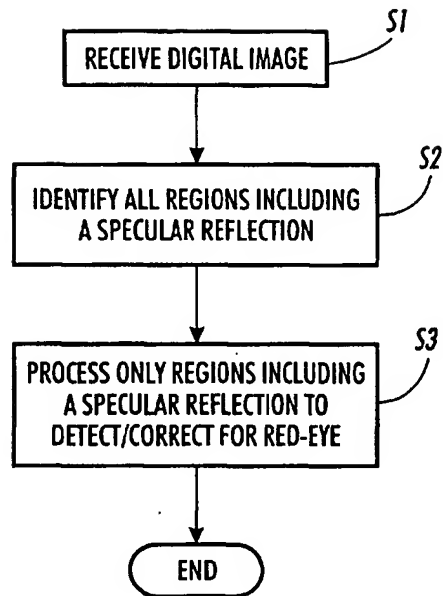 S1
RECEIVE DIGITAL IMAGE
S2
IDENTIFY ALL REGIONS INCLUDING
A SPECULAR REFLECTION
S3
PROCESS ONLY REGIONS INCLUDING
A SPECULAR REFLECTION TO
DETECT/CORRECT FOR RED-EYE
END